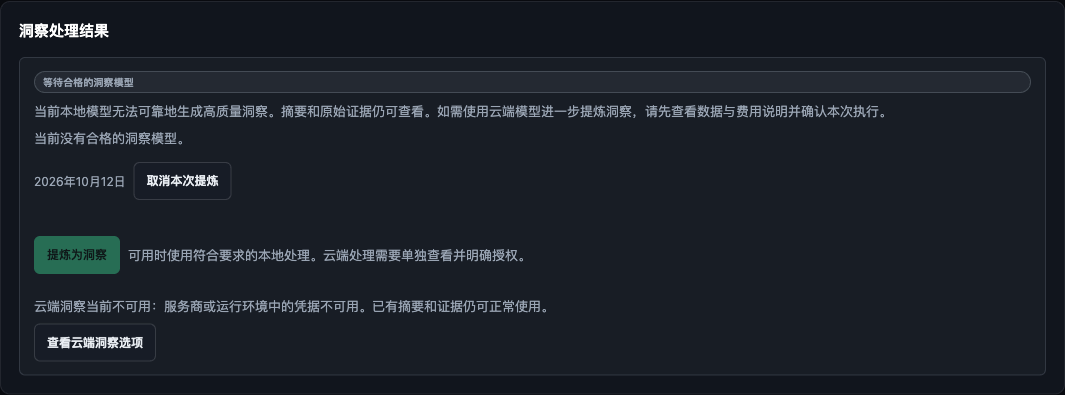 洞察处理结果
等待合格的洞察模型
当前本地模型无法可靠地生成高质量洞察。摘要和原始证据仍可查看。如需使用云端模型进一步提炼洞察，请先查看数据与费用说明并确认本次执行。
当前没有合格的洞察模型。
2026年10月12日 取消本次提炼
提炼为洞察 可用时使用符合要求的本地处理。云端处理需要单独查看并明确授权。
云端洞察当前不可用：服务商或运行环境中的凭据不可用。已有摘要和证据仍可正常使用。
查看云端洞察选项